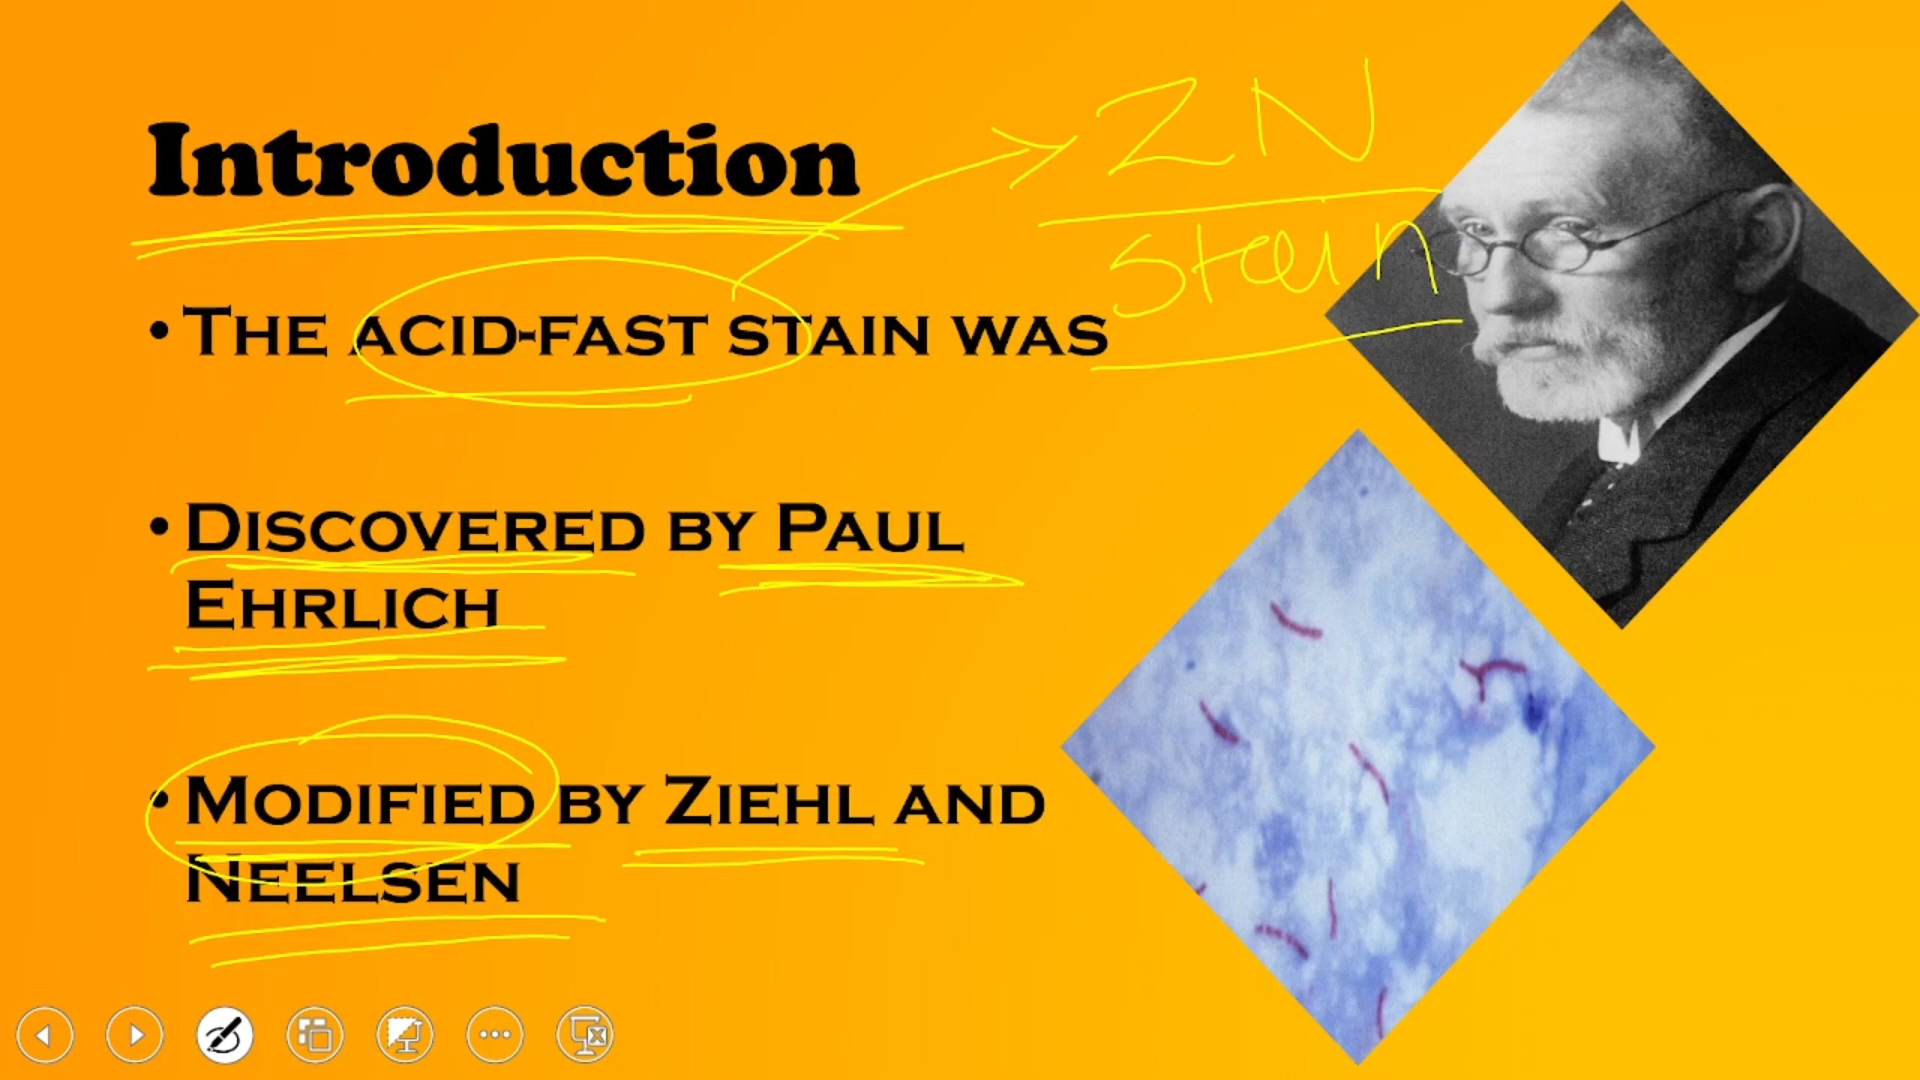 Introduction
ZN
stain
• THE ACID-FAST STAIN WAS
• DISCOVERED BY PAUL
EHRLICH
• MODIFIED BY ZIEHL AND
NEELSEN